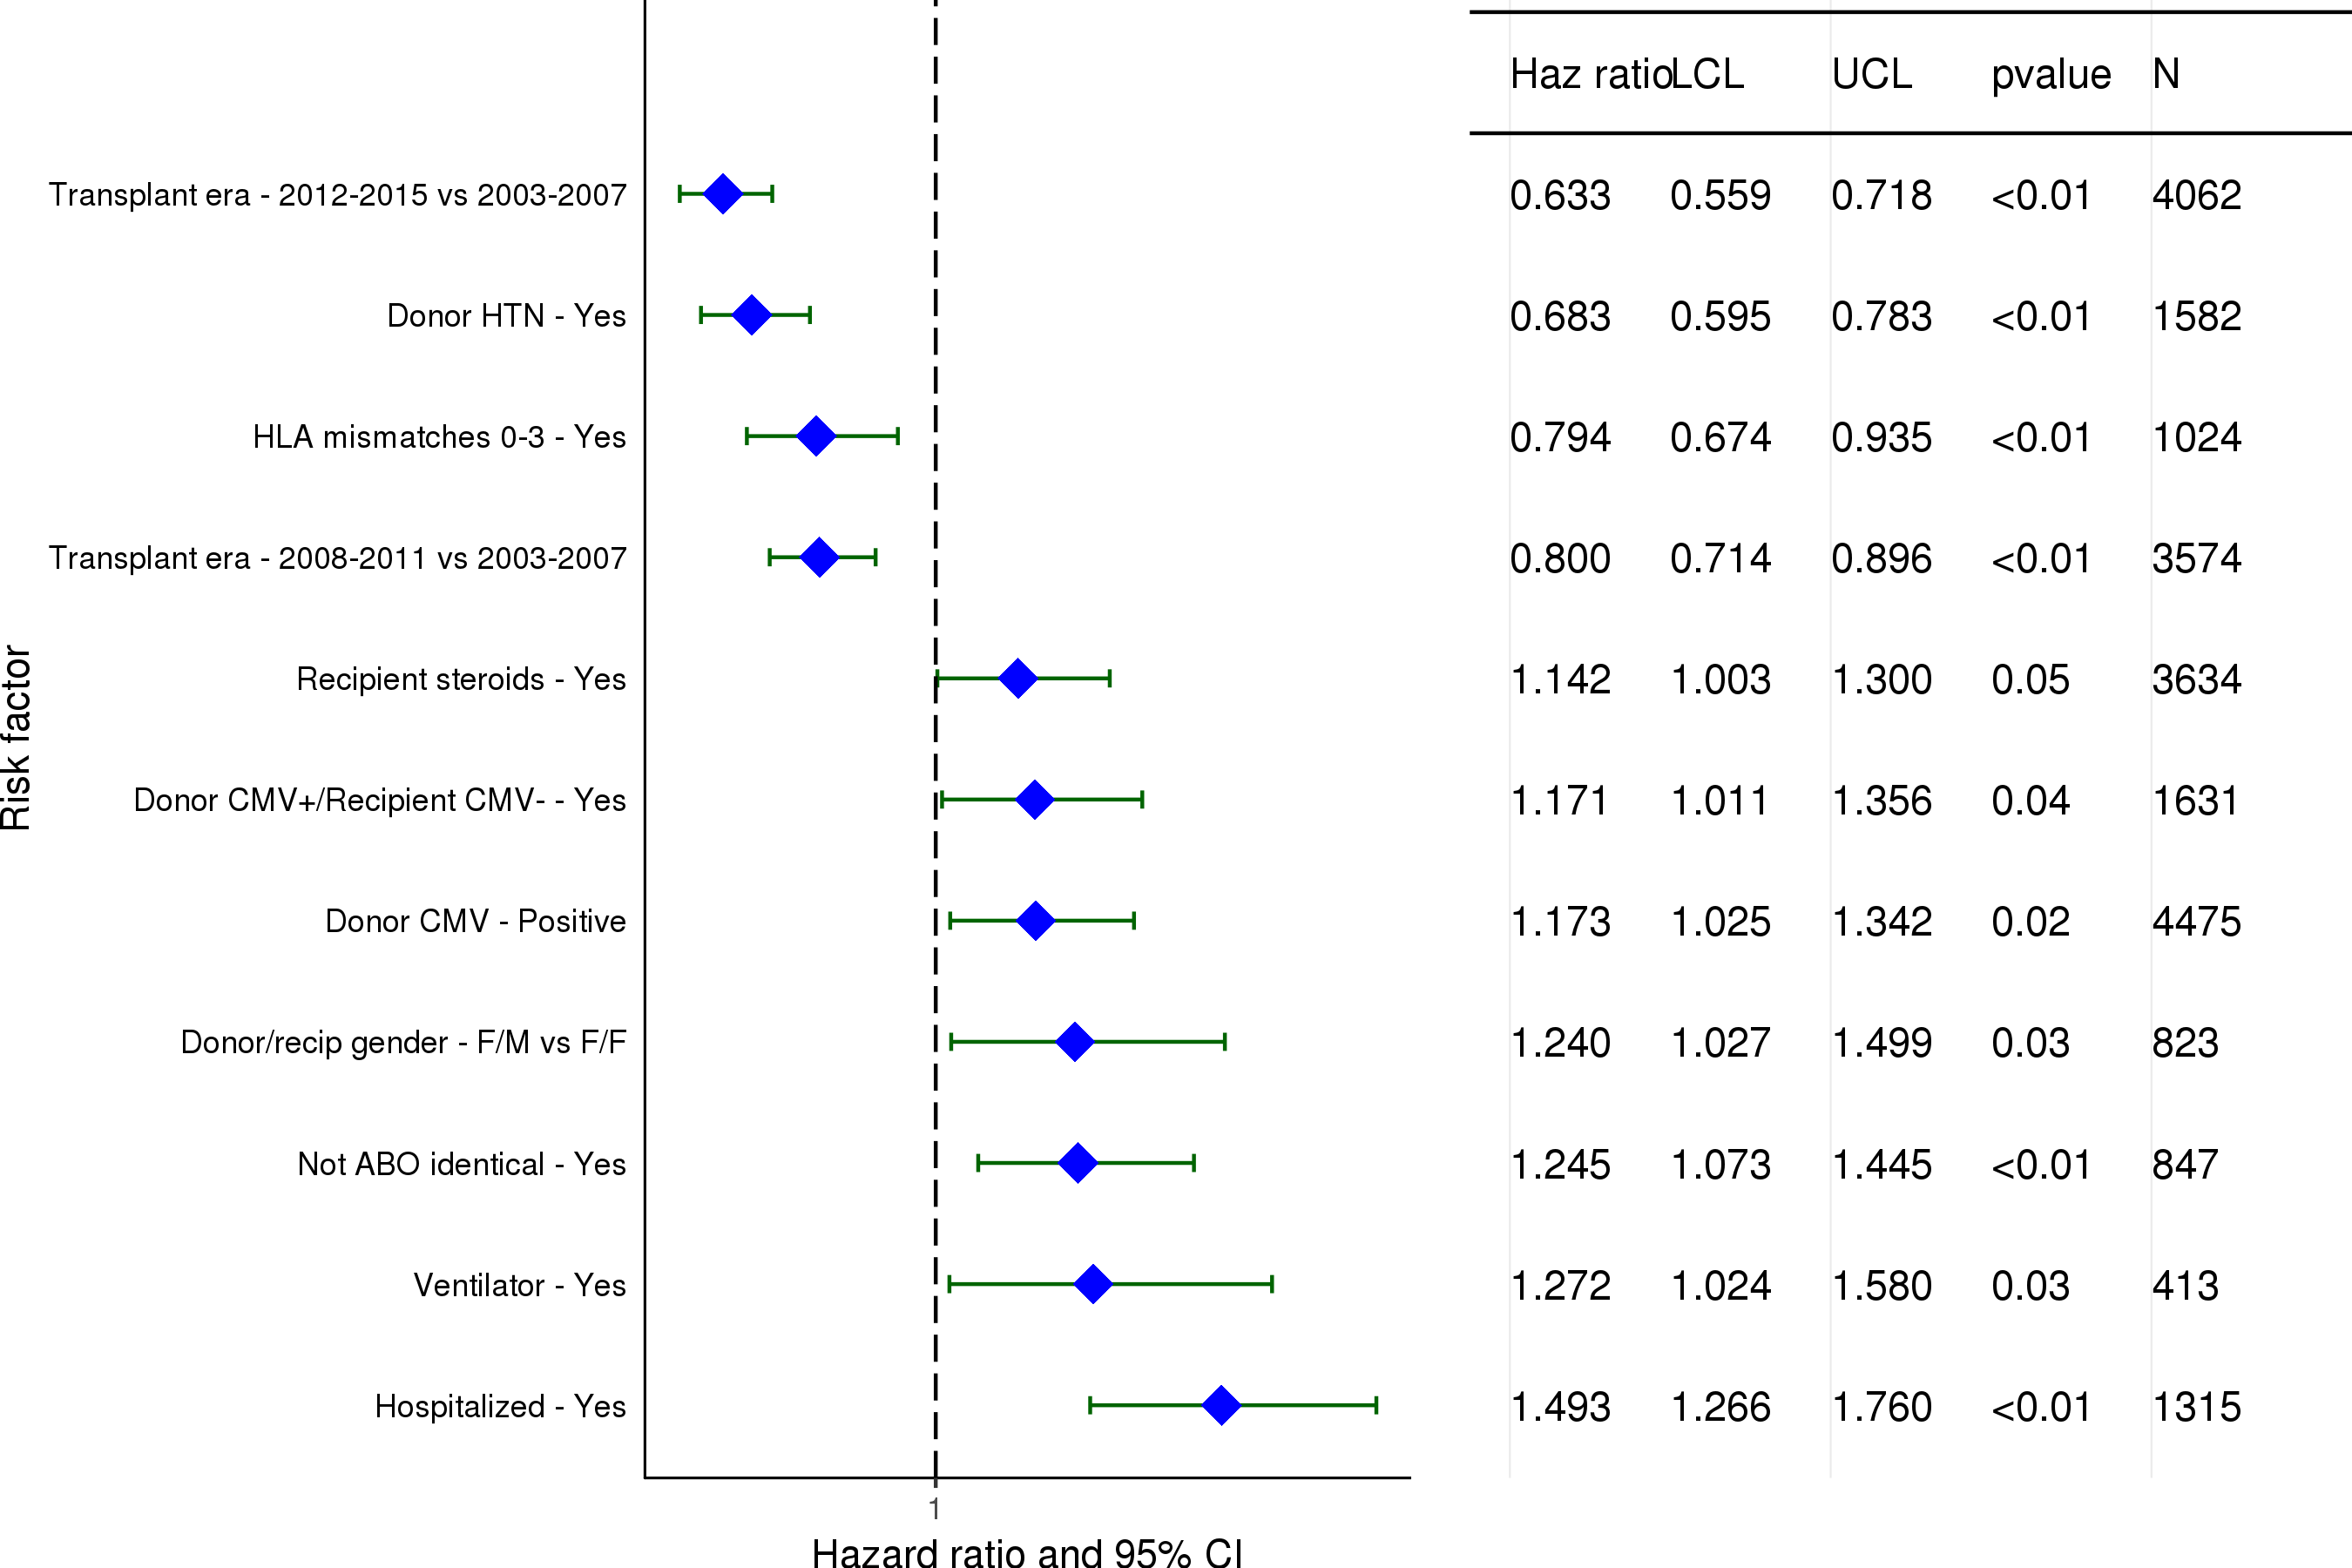 Haz ratio LCL UCL pvalue N
Transplant era - 2012-2015 vs 2003-2007 0.633 0.559 0.718 <0.01 4062
Donor HTN - Yes 0.683 0.595 0.783 <0.01 1582
HLA mismatches 0-3 - Yes 0.794 0.674 0.935 <0.01 1024
Transplant era - 2008-2011 vs 2003-2007 0.800 0.714 0.896 <0.01 3574
Recipient steroids - Yes 1.142 1.003 1.300 0.05 3634
Donor CMV+/Recipient CMV- - Yes 1.171 1.011 1.356 0.04 1631
Donor CMV - Positive 1.173 1.025 1.342 0.02 4475
Donor/recip gender - F/M vs F/F 1.240 1.027 1.499 0.03 823
Not ABO identical - Yes 1.245 1.073 1.445 <0.01 847
Ventilator - Yes 1.272 1.024 1.580 0.03 413
Hospitalized - Yes 1.493 1.266 1.760 <0.01 1315
Risk factor
1
Hazard ratio and 95% CI